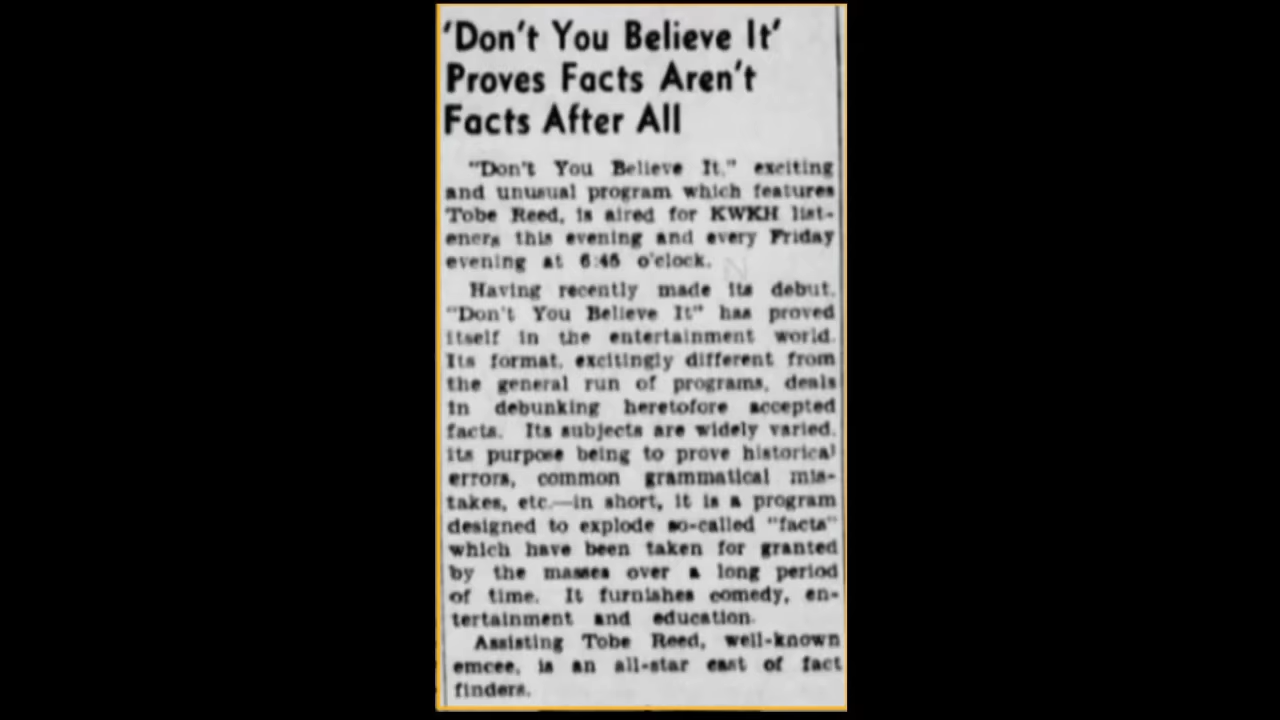 ‘Don’t You Believe It’
Proves Facts Aren’t
Facts After All
"Don't You Believe It," exciting
and unusual program which features
Tobe Reed, is aired for KWKH list-
eners this evening and every Friday
evening at 6:45 o'clock.
Having recently made its debut,
"Don't You Believe It" has proved
itself in the entertainment world.
Its format, excitingly different from
the general run of programs, deals
in debunking heretofore accepted
facts. Its subjects are widely varied,
its purpose being to prove historical
errors, common grammatical mis-
takes, etc.—in short, it is a program
designed to explode so-called "facts"
which have been taken for granted
by the masses over a long period
of time. It furnishes comedy, en-
tertainment and education.
Assisting Tobe Reed, well-known
emcee, is an all-star cast of fact
finders.